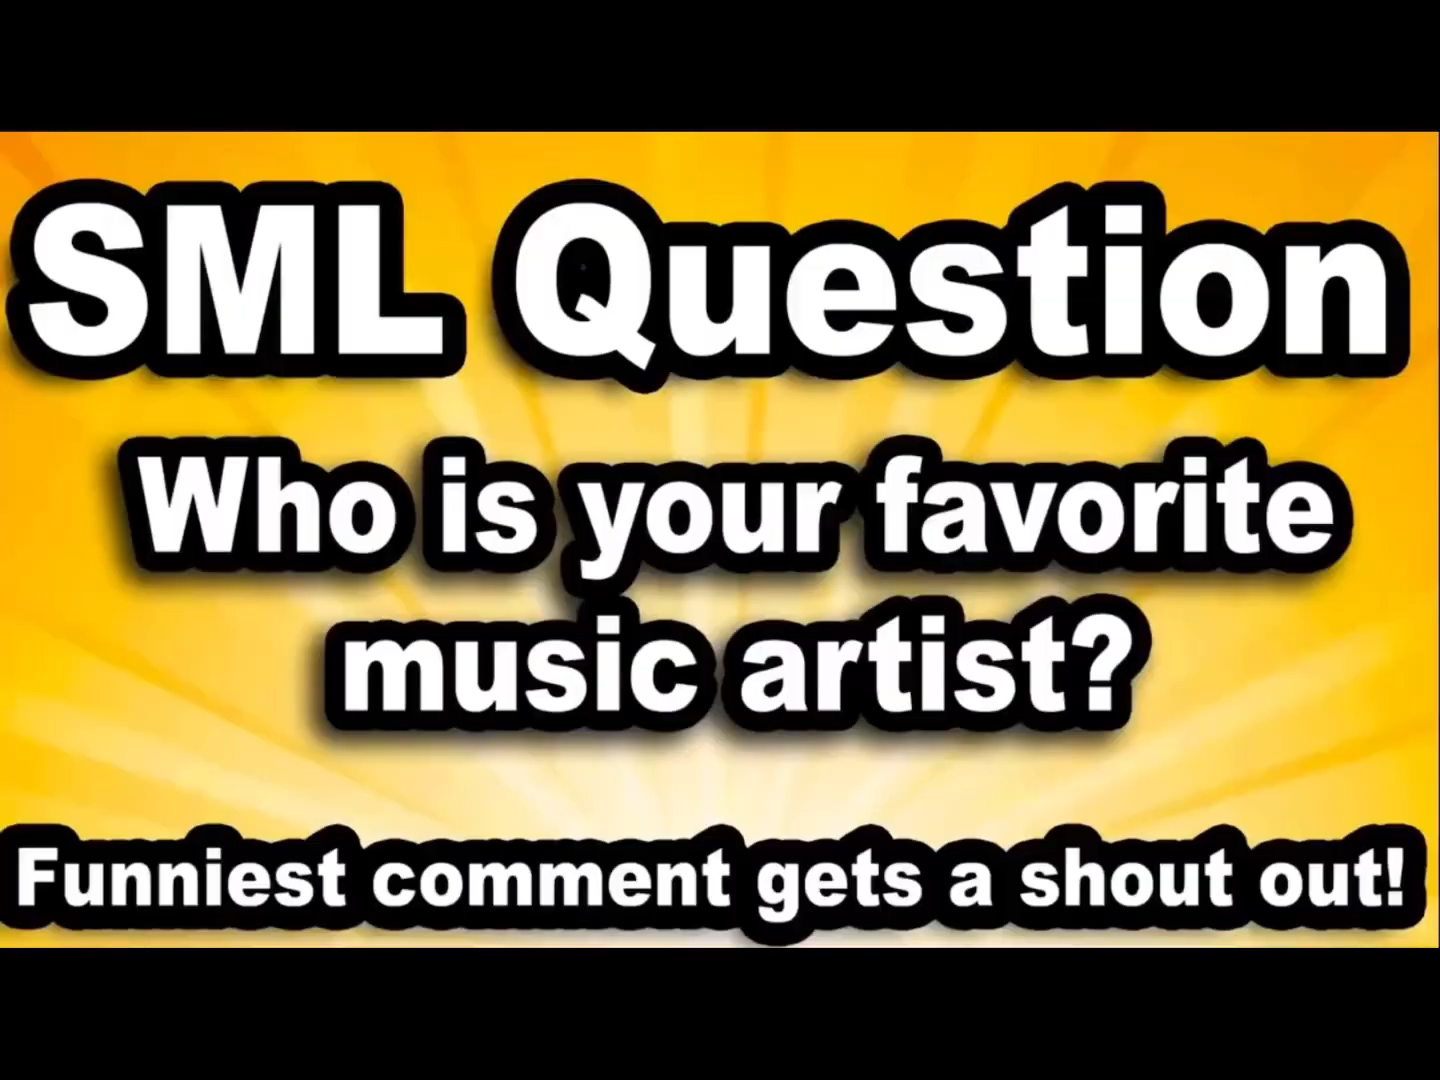 SML Question
Who is your favorite
music artist?
Funniest comment gets a shout out!